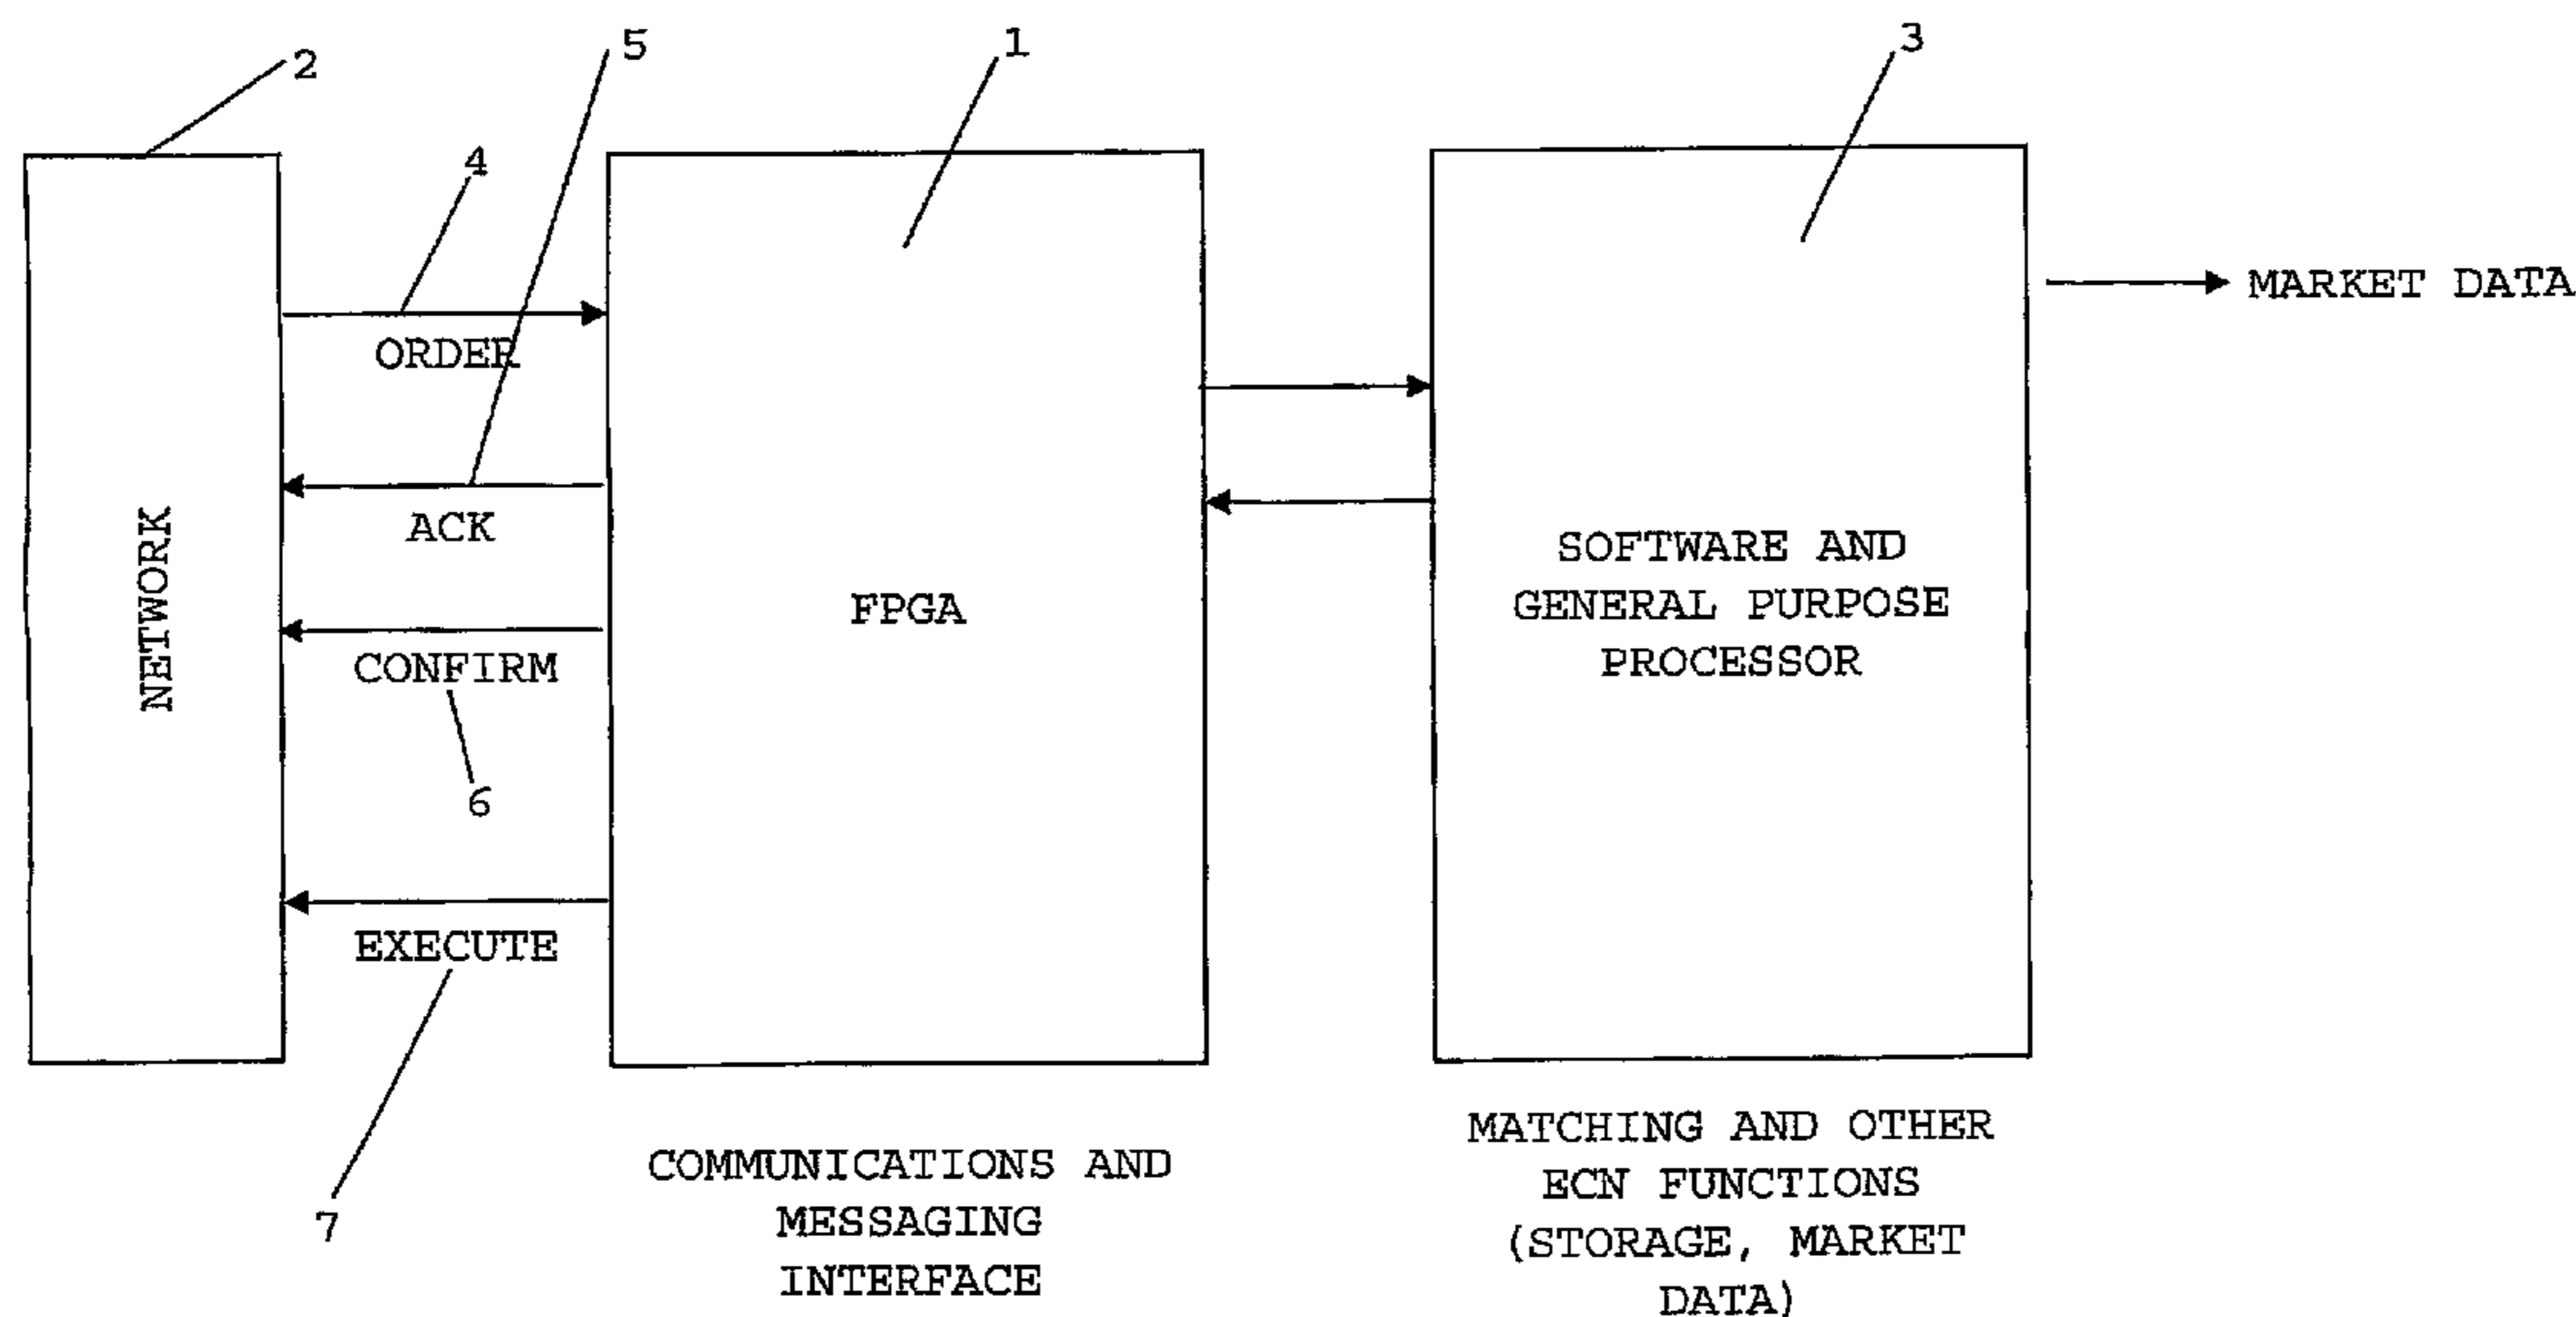 2
5
1
3
4
ORDER
MARKET DATA
ACK
NETWORK
CONFIRM
FPGA
SOFTWARE AND
GENERAL PURPOSE
PROCESSOR
6
EXECUTE
7
COMMUNICATIONS AND
MESSAGING
INTERFACE
MATCHING AND OTHER
ECN FUNCTIONS
(STORAGE, MARKET
DATA)